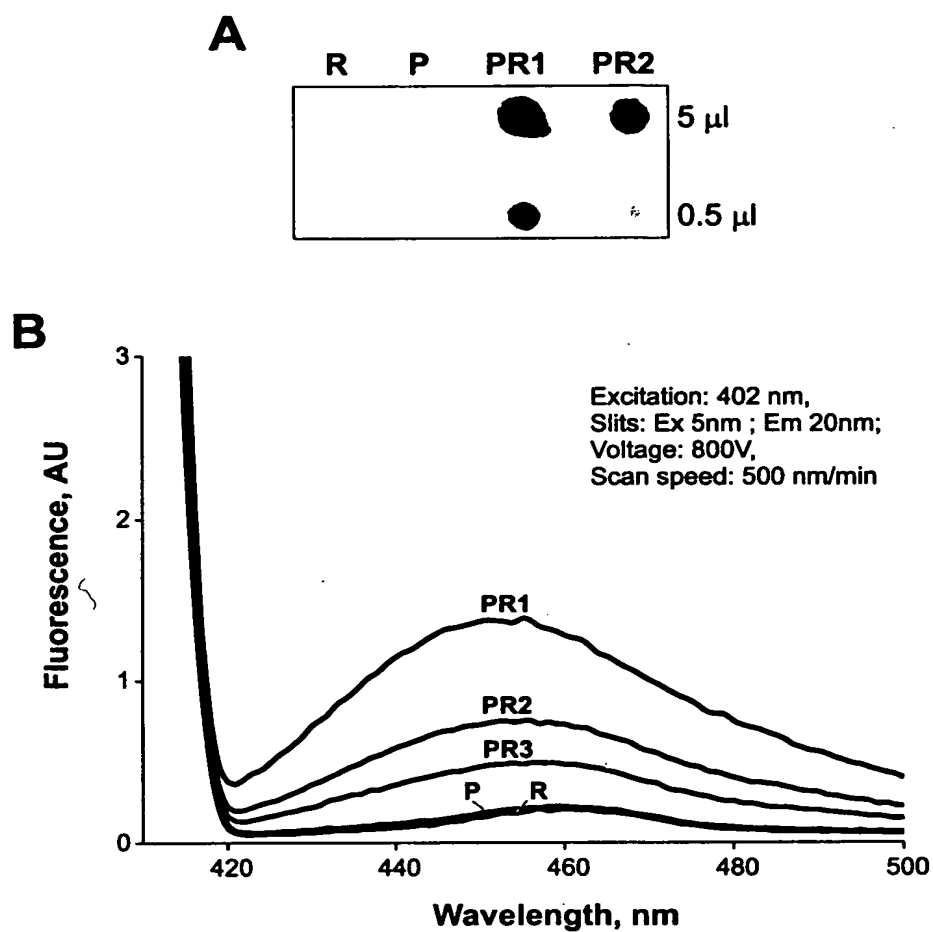 A
R P PR1 PR2
5 µl
0.5 µl
B
3
2
1
0
Fluorescence, AU
Excitation: 402 nm,
Slits: Ex 5nm ; Em 20nm;
Voltage: 800V,
Scan speed: 500 nm/min
PR1
PR2
PR3
P R
420 440 460 480 500
Wavelength, nm